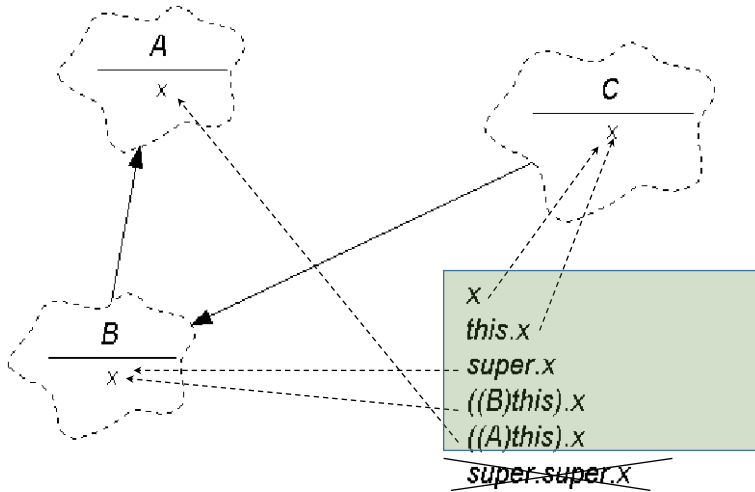 A
x
C
x
B
x
x
this.x
super.x
((B)this).x
((A)this).x
super.super.x